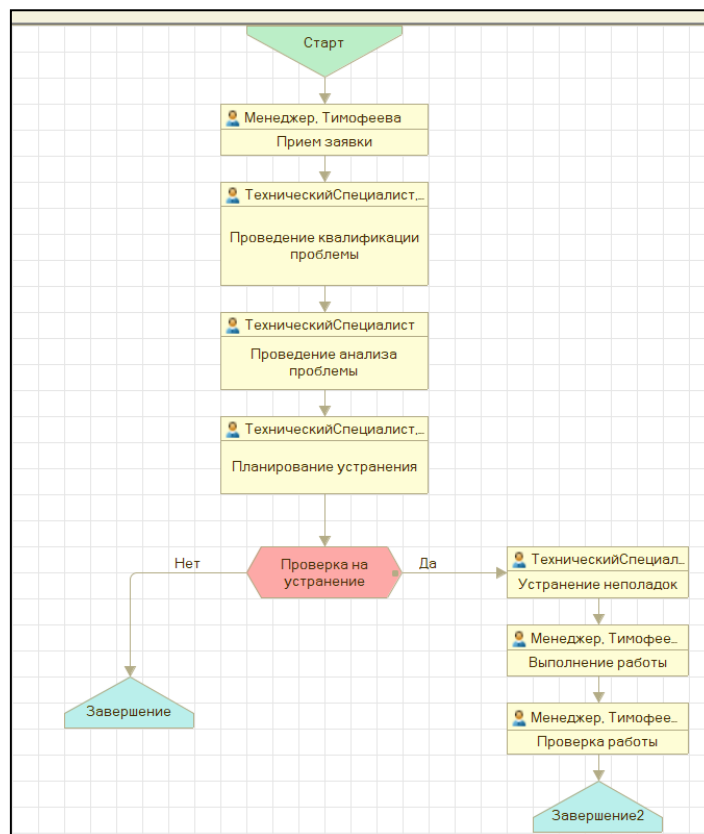 Старт
Менеджер, Тимофеева
Прием заявки
ТехническийСпециалист,...
Проведение квалификации
проблемы
ТехническийСпециалист
Проведение анализа
проблемы
ТехническийСпециалист,...
Планирование устранения
Нет
Проверка на
устранение
Да
ТехническийСпециал...
Устранение неполадок
Менеджер, Тимофее...
Выполнение работы
Завершение
Менеджер, Тимофее...
Проверка работы
Завершение2